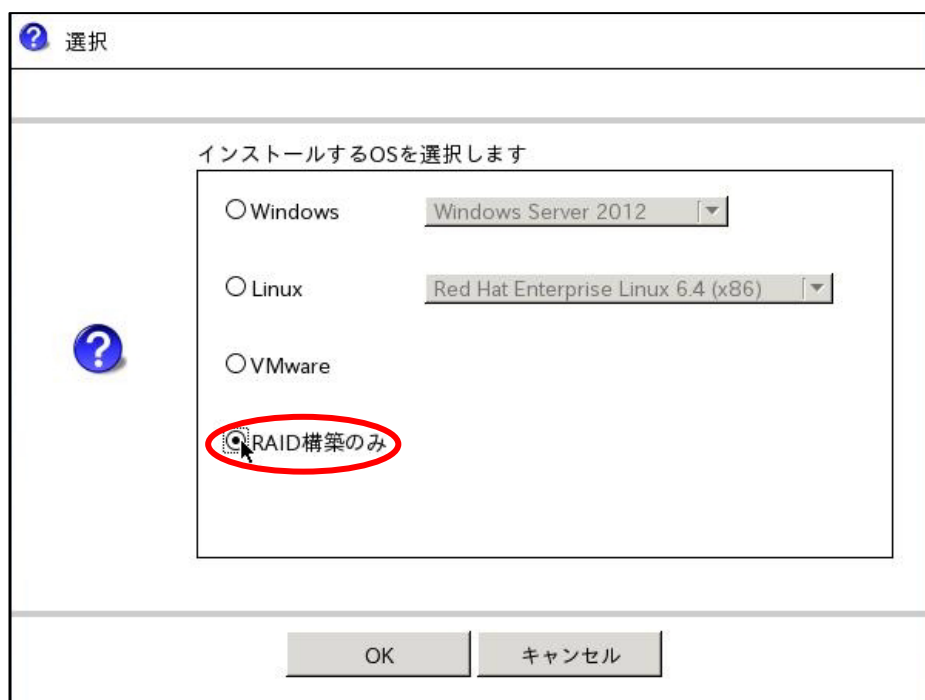 選択
インストールするOSを選択します
Windows Windows Server 2012
Linux Red Hat Enterprise Linux 6.4 (x86)
VMware
RAID構築のみ
OK キャンセル